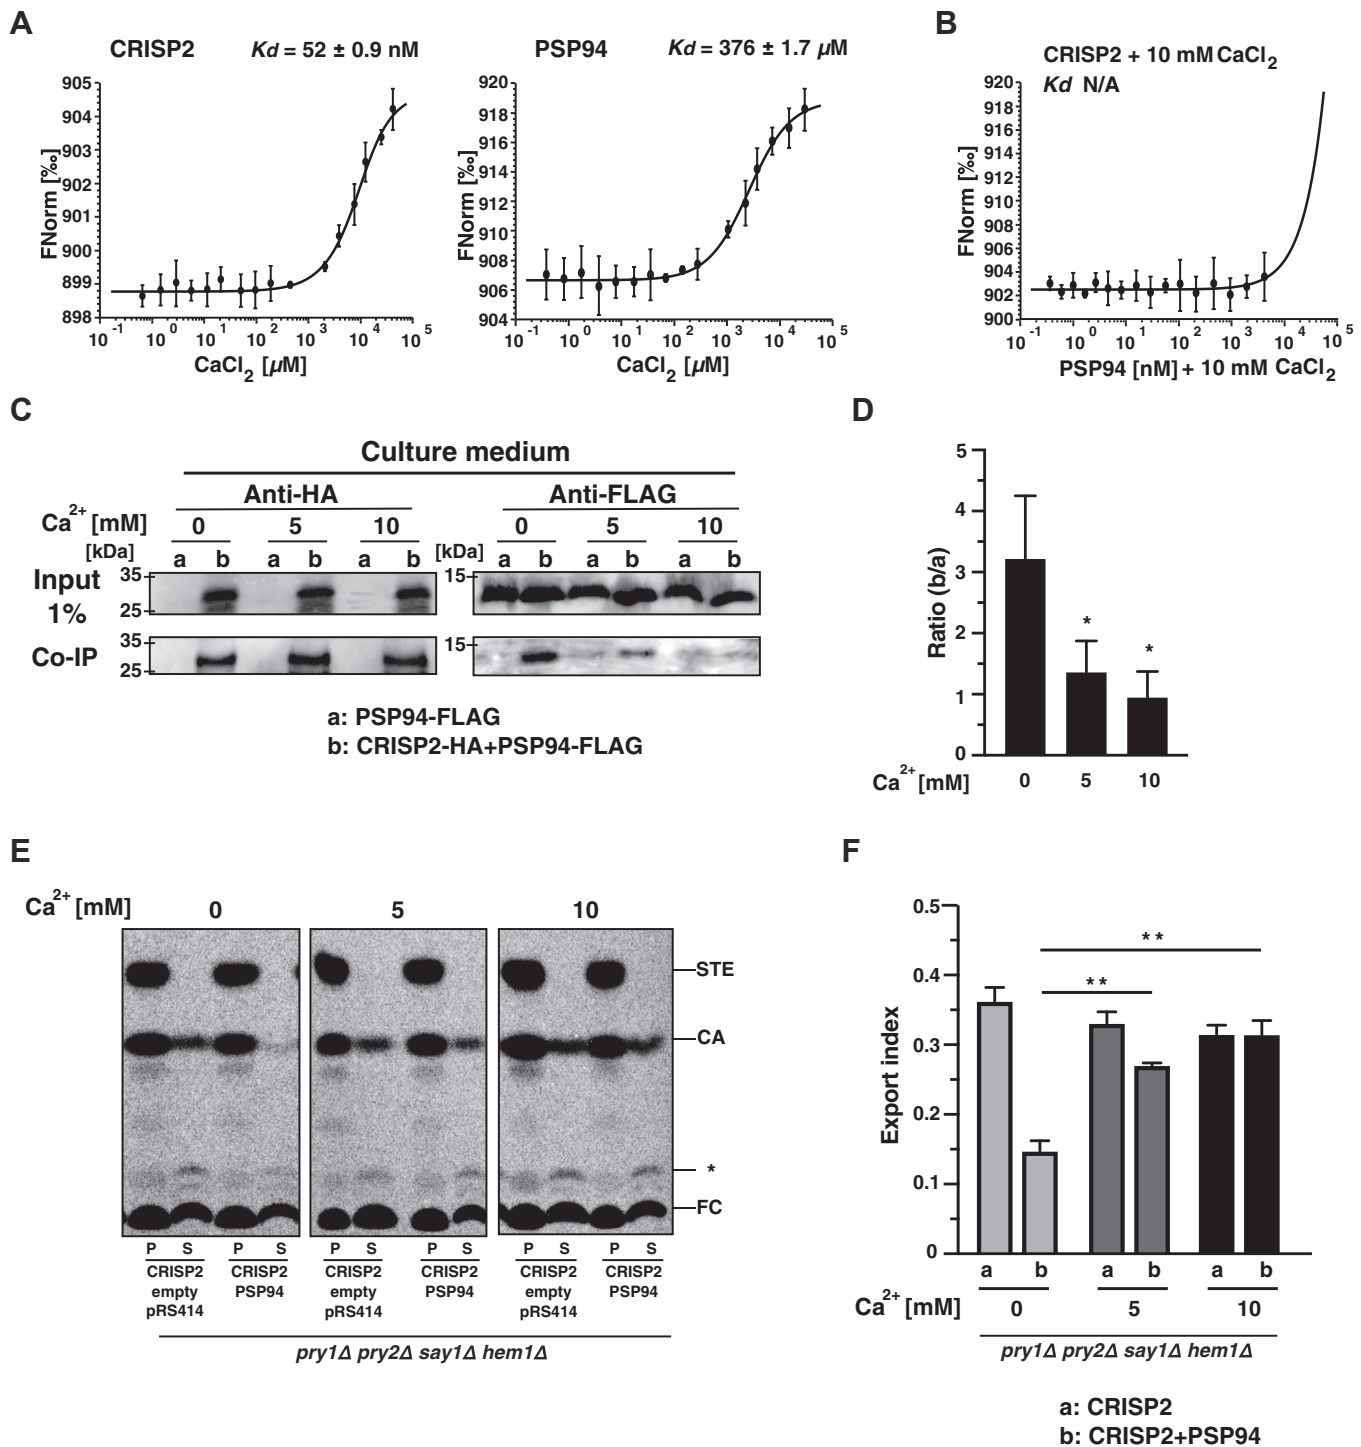 A
CRISP2
Kd = 52 ± 0.9 nM
905
904
903
902
901
900
899
898
FNorm [‰]
10^-1 10^0 10^1 10^2 10^3 10^4 10^5
CaCl2 [µM]
PSP94
Kd = 376 ± 1.7 µM
920
918
916
914
912
910
908
906
904
FNorm [‰]
10^-1 10^0 10^1 10^2 10^3 10^4 10^5
CaCl2 [µM]
B
CRISP2 + 10 mM CaCl2
Kd N/A
920
918
916
914
912
910
908
906
904
902
900
FNorm [‰]
10^-1 10^0 10^1 10^2 10^3 10^4 10^5
PSP94 [nM] + 10 mM CaCl2
C
Culture medium
Anti-HA Anti-FLAG
Ca2+ [mM] 0 5 10 0 5 10
[kDa] a b a b a b [kDa] a b a b a b
Input 1%
35
25
15
Co-IP
35
25
15
a: PSP94-FLAG
b: CRISP2-HA+PSP94-FLAG
D
5
4
3
2
1
0
Ratio (b/a)
* *
Ca2+ [mM] 0 5 10
E
Ca2+ [mM] 0 5 10
STE
CA
*
FC
P S P S P S P S P S P S
CRISP2 empty pRS414
CRISP2 PSP94
CRISP2 empty pRS414
CRISP2 PSP94
CRISP2 empty pRS414
CRISP2 PSP94
pry1Δ pry2Δ say1Δ hem1Δ
F
0.5
0.4
0.3
0.2
0.1
0
Export index
**
**
a b a b a b
Ca2+ [mM] 0 5 10
pry1Δ pry2Δ say1Δ hem1Δ
a: CRISP2
b: CRISP2+PSP94